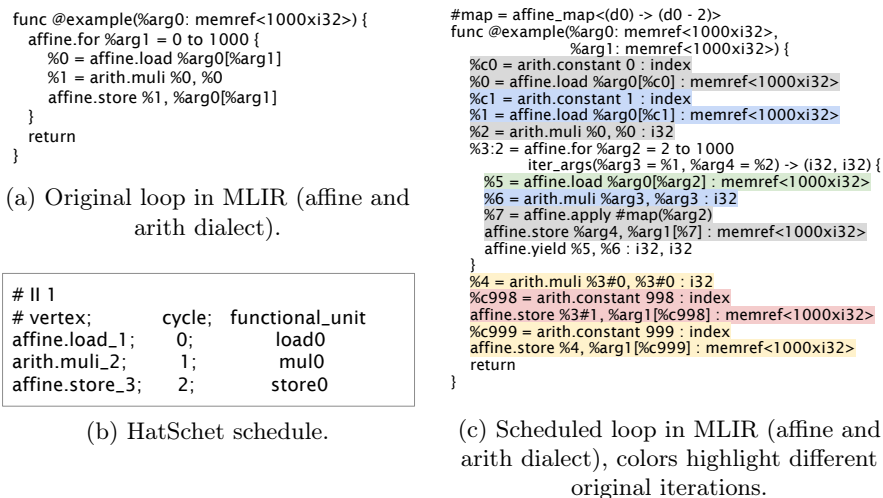 func @example(%arg0: memref<1000xi32>) {
affine.for %arg1 = 0 to 1000 {
%0 = affine.load %arg0[%arg1]
%1 = arith.muli %0, %0
affine.store %1, %arg0[%arg1]
}
return
}
(a) Original loop in MLIR (affine and
arith dialect).
# II 1
# vertex; cycle; functional_unit
affine.load_1; 0; load0
arith.muli_2; 1; mul0
affine.store_3; 2; store0
(b) HatSchet schedule.
#map = affine_map<(d0) -> (d0 - 2)>
func @example(%arg0: memref<1000xi32>,
%arg1: memref<1000xi32>) {
%c0 = arith.constant 0 : index
%0 = affine.load %arg0[%c0] : memref<1000xi32>
%c1 = arith.constant 1 : index
%1 = affine.load %arg0[%c1] : memref<1000xi32>
%2 = arith.muli %0, %0 : i32
%3:2 = affine.for %arg2 = 2 to 1000
iter_args(%arg3 = %1, %arg4 = %2) -> (i32, i32) {
%5 = affine.load %arg0[%arg2] : memref<1000xi32>
%6 = arith.muli %arg3, %arg3 : i32
%7 = affine.apply #map(%arg2)
affine.store %arg4, %arg1[%7] : memref<1000xi32>
affine.yield %5, %6 : i32, i32
}
%4 = arith.muli %3#0, %3#0 : i32
%c998 = arith.constant 998 : index
affine.store %3#1, %arg1[%c998] : memref<1000xi32>
%c999 = arith.constant 999 : index
affine.store %4, %arg1[%c999] : memref<1000xi32>
return
}
(c) Scheduled loop in MLIR (affine and
arith dialect), colors highlight different
original iterations.